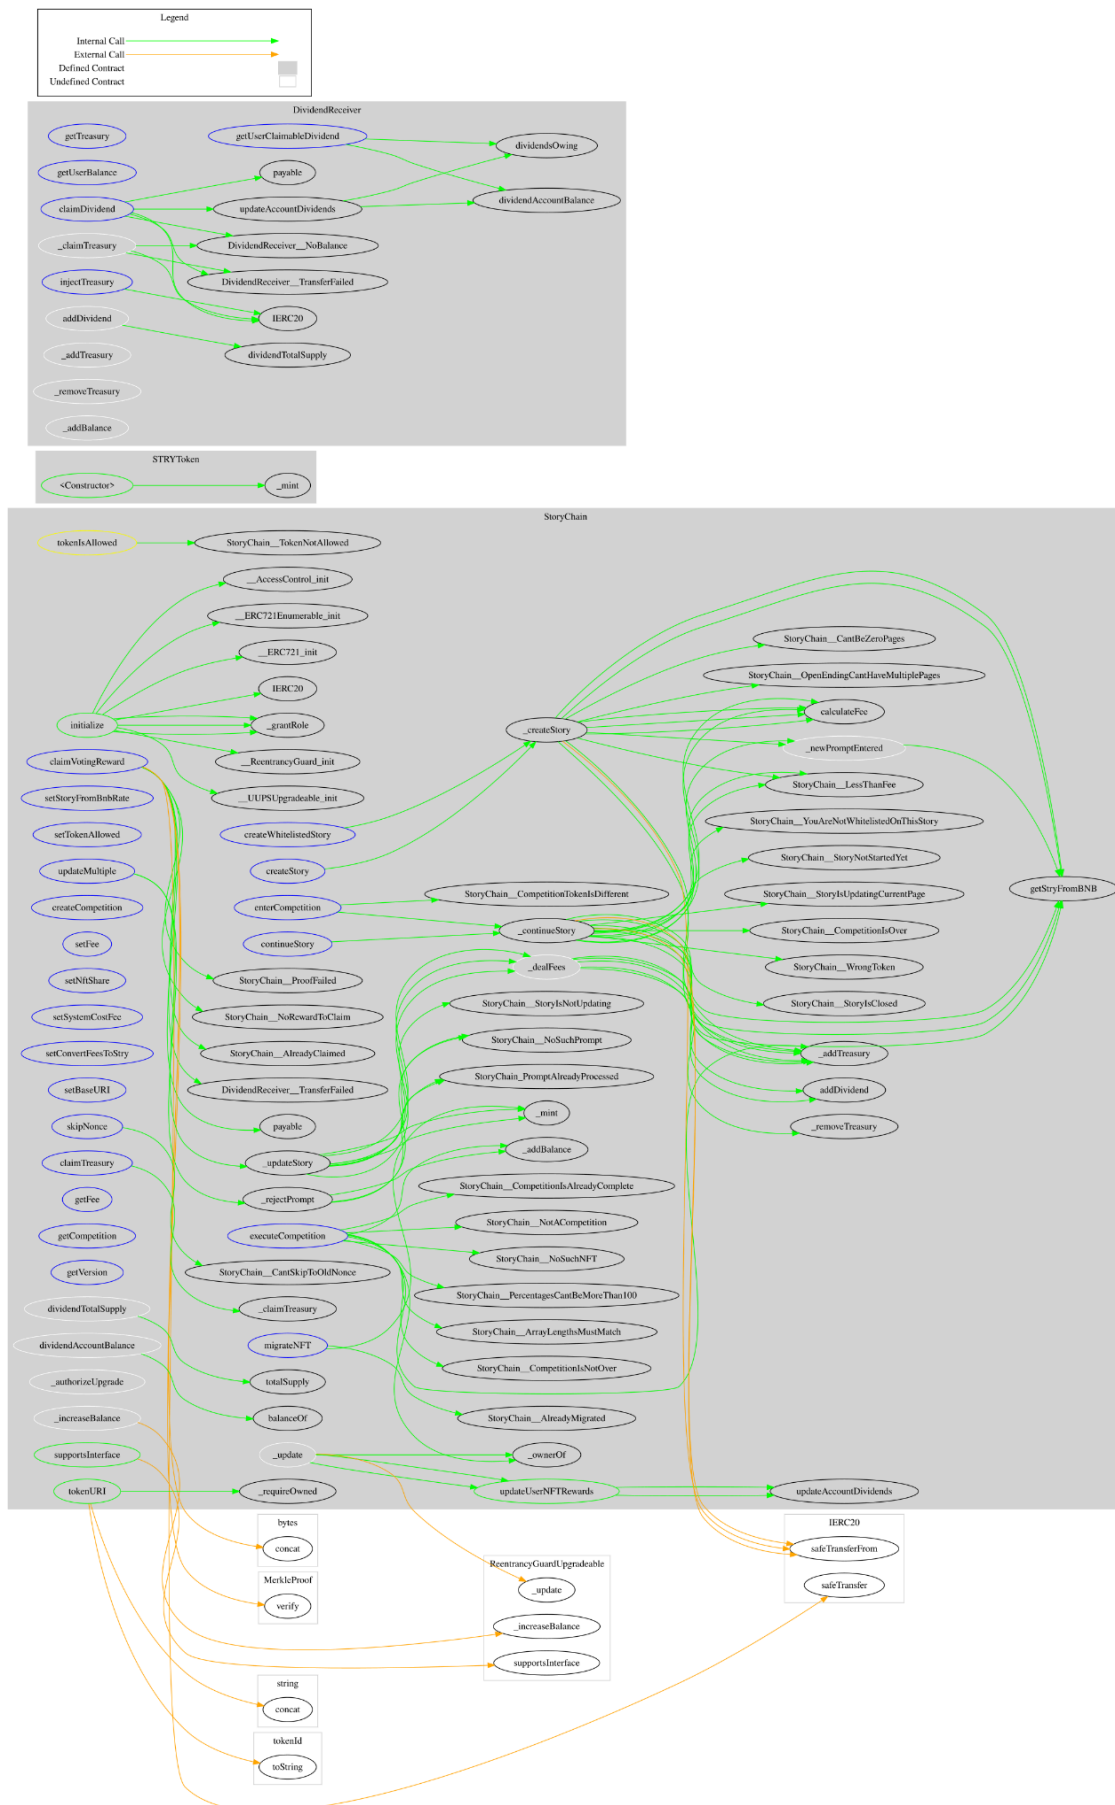 Legend
Internal Call
External Call
Defined Contract
Undefined Contract
DividendReceiver
getTreasury
getUserBalance
claimDividend
_claimTreasury
injectTreasury
addDividend
_addTreasury
_removeTreasury
_addBalance
getUserClaimableDividend
payable
updateAccountDividends
DividendReceiver__NoBalance
DividendReceiver__TransferFailed
IERC20
dividendTotalSupply
dividendsOwing
dividendAccountBalance
STRYToken
<Constructor>
_mint
StoryChain
tokenIsAllowed
initialize
claimVotingReward
setStoryFromBnbRate
setTokenAllowed
updateMultiple
createCompetition
setFee
setNftShare
setSystemCostFee
setConvertFeesToStry
setBaseURI
skipNonce
claimTreasury
getFee
getCompetition
getVersion
dividendTotalSupply
dividendAccountBalance
_authorizeUpgrade
_increaseBalance
supportsInterface
tokenURI
StoryChain__TokenNotAllowed
__AccessControl_init
__ERC721Enumerable_init
__ERC721_init
IERC20
_grantRole
__ReentrancyGuard_init
__UUPSUpgradeable_init
createWhitelistedStory
createStory
enterCompetition
continueStory
StoryChain__ProofFailed
StoryChain__NoRewardToClaim
StoryChain__AlreadyClaimed
DividendReceiver__TransferFailed
payable
_updateStory
_rejectPrompt
executeCompetition
StoryChain__CantSkipToOldNonce
_claimTreasury
migrateNFT
totalSupply
balanceOf
_update
_requireOwned
_createStory
StoryChain__CompetitionTokenIsDifferent
_continueStory
_dealFees
StoryChain__StoryIsNotUpdating
StoryChain__NoSuchPrompt
StoryChain_PromptAlreadyProcessed
_mint
_addBalance
StoryChain__CompetitionIsAlreadyComplete
StoryChain__NotACompetition
StoryChain__NoSuchNFT
StoryChain__PercentagesCantBeMoreThan100
StoryChain__ArrayLengthsMustMatch
StoryChain__CompetitionIsNotOver
StoryChain__AlreadyMigrated
_ownerOf
updateUserNFTRewards
StoryChain__CantBeZeroPages
StoryChain__OpenEndingCantHaveMultiplePages
calculateFee
_newPromptEntered
StoryChain__LessThanFee
StoryChain__YouAreNotWhitelistedOnThisStory
StoryChain__StoryNotStartedYet
StoryChain__StoryIsUpdatingCurrentPage
StoryChain__CompetitionIsOver
StoryChain__WrongToken
StoryChain__StoryIsClosed
_addTreasury
addDividend
_removeTreasury
updateAccountDividends
getStryFromBNB
bytes
concat
MerkleProof
verify
string
concat
tokenId
toString
ReentrancyGuardUpgradeable
_update
_increaseBalance
supportsInterface
IERC20
safeTransferFrom
safeTransfer